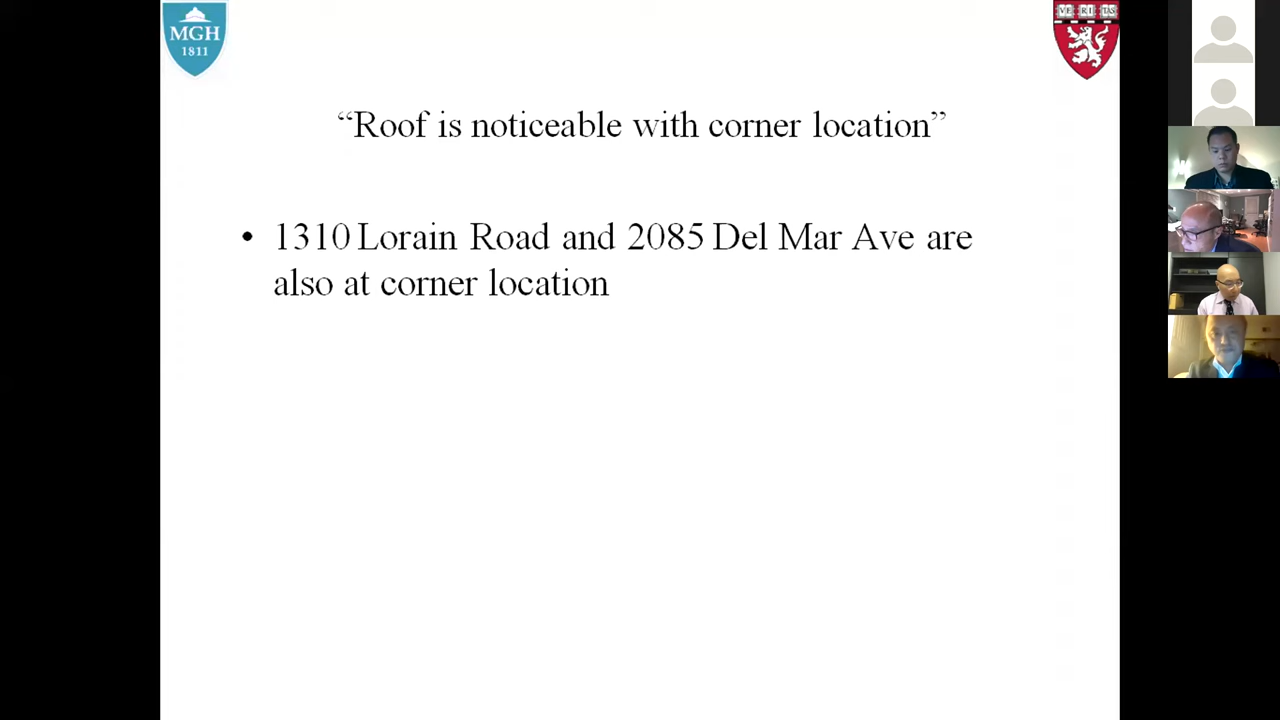 MGH
1811
VE RI TAS
“Roof is noticeable with corner location”
• 1310 Lorain Road and 2085 Del Mar Ave are
also at corner location